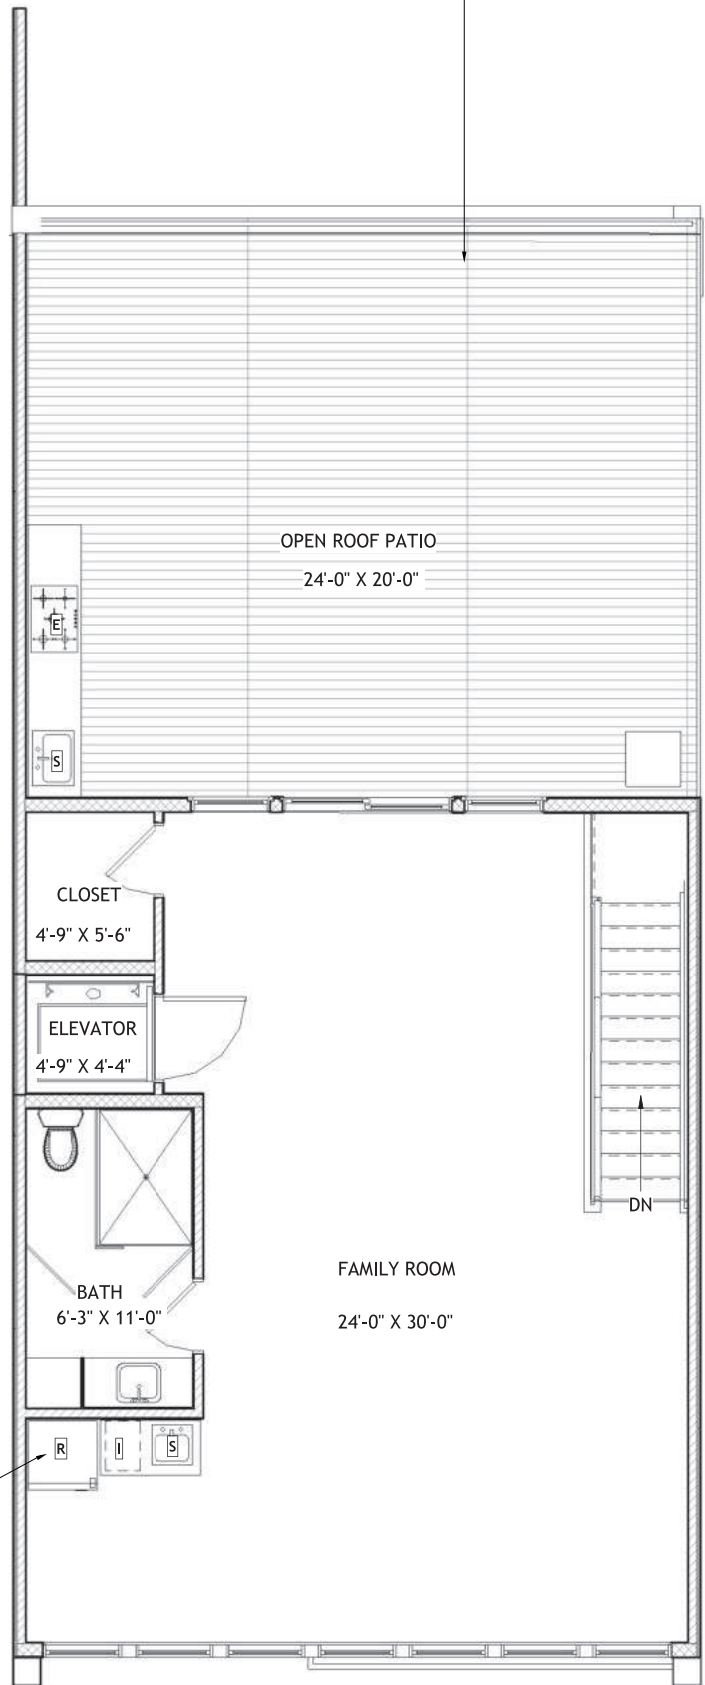 OPEN ROOF PATIO
24'-0" X 20'-0"
E
S
CLOSET
4'-9" X 5'-6"
ELEVATOR
4'-9" X 4'-4"
DN
FAMILY ROOM
24'-0" X 30'-0"
BATH
6'-3" X 11'-0"
R
I
S